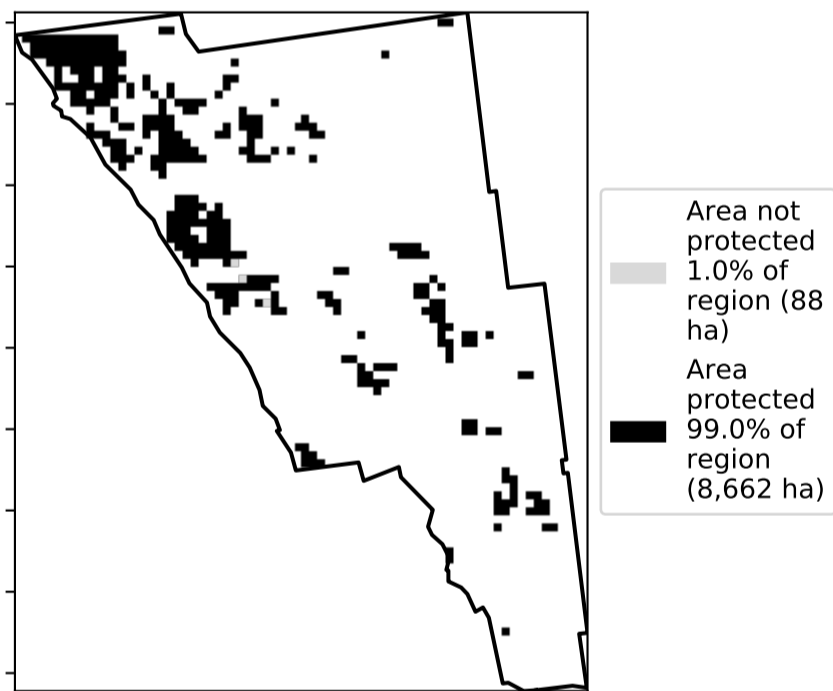 Area not
protected
1.0% of
region (88
ha)
Area
protected
99.0% of
region
(8,662 ha)